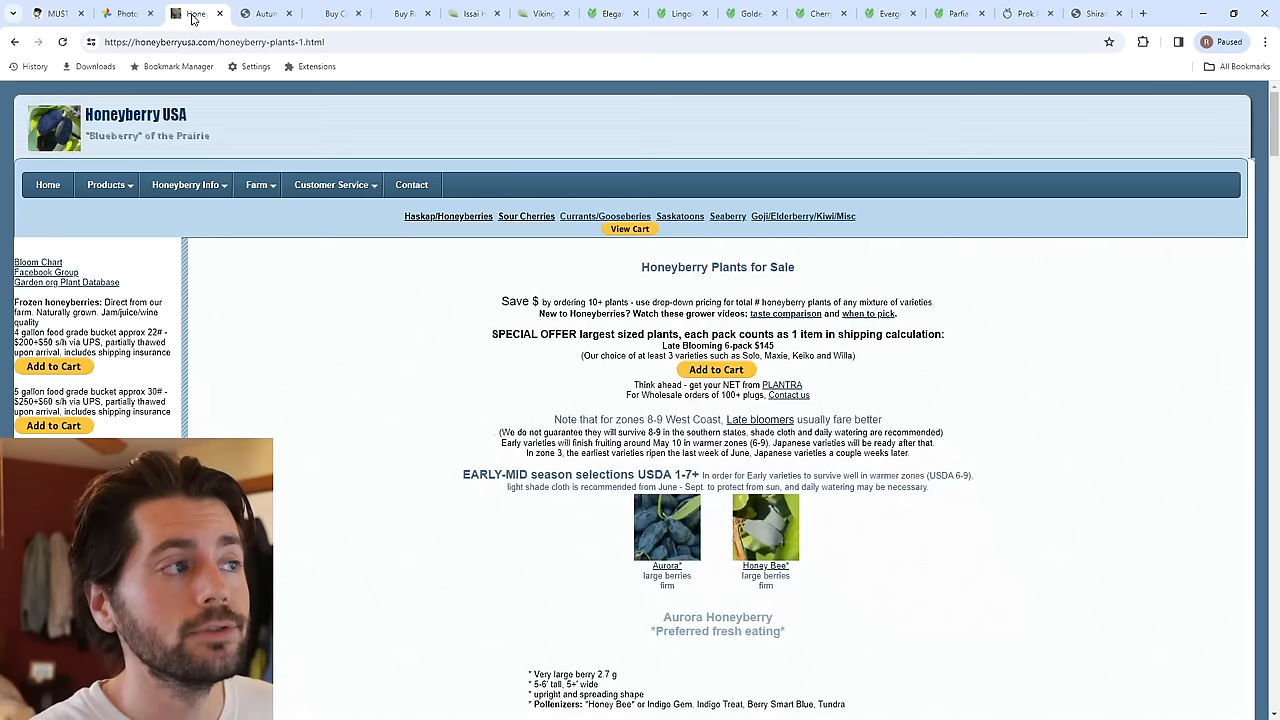 MUST
Photo
Honey
Autun
Buy C
Buy R
Issai H
Viking
Elegle
Lingo
Golde
Cherry
Everg
Parfia
Prok
Shiran
https://honeyberryusa.com/honeyberry-plants-1.html
R Paused
History Downloads Bookmark Manager Settings Extensions All Bookmarks
Honeyberry USA
"Blueberry" of the Prairie
Home Products Honeyberry Info Farm Customer Service Contact
Haskap/Honeyberries Sour Cherries Currants/Gooseberries Saskatoons Seaberry Goji/Elderberry/Kiwi/Misc
View Cart
Bloom Chart
Facebook Group
Garden org Plant Database
Frozen honeyberries: Direct from our
farm. Naturally grown. Jam/juice/wine
quality
4 gallon food grade bucket approx 22# -
$200+$50 s/h via UPS, partially thawed
upon arrival, includes shipping insurance
Add to Cart
5 gallon food grade bucket approx 30# -
$250+$60 s/h via UPS, partially thawed
upon arrival, includes shipping insurance
Add to Cart
Honeyberry Plants for Sale
Save $ by ordering 10+ plants - use drop-down pricing for total # honeyberry plants of any mixture of varieties.
New to Honeyberries? Watch these grower videos: taste comparison and when to pick.
SPECIAL OFFER largest sized plants, each pack counts as 1 item in shipping calculation:
Late Blooming 6-pack $145
(Our choice of at least 3 varieties such as Solo, Maxie, Keiko and Willa)
Add to Cart
Think ahead - get your NET from PLANTRA
For Wholesale orders of 100+ plugs, Contact us
Note that for zones 8-9 West Coast, Late bloomers usually fare better
. (We do not guarantee they will survive 8-9 in the southern states, shade cloth and daily watering are recommended)
Early varieties will finish fruiting around May 10 in warmer zones (6-9). Japanese varieties will be ready after that.
In zone 3, the earliest varieties ripen the last week of June, Japanese varieties a couple weeks later.
EARLY-MID season selections USDA 1-7+ In order for Early varieties to survive well in warmer zones (USDA 6-9),
light shade cloth is recommended from June - Sept. to protect from sun, and daily watering may be necessary.
Aurora* Honey Bee*
large berries large berries
firm firm
Aurora Honeyberry
*Preferred fresh eating*
* Very large berry 2.7 g
* 5-6' tall, 5+' wide
* upright and spreading shape
* Pollenizers: "Honey Bee" or Indigo Gem, Indigo Treat, Berry Smart Blue, Tundra